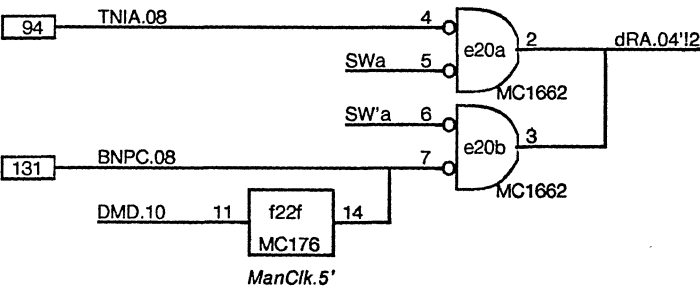 94 TNIA.08 4 e20a 2 dRA.04'!2
SWa 5
MC1662
SW'a 6 e20b 3
131 BNPC.08 7
MC1662
DMD.10 11 f22f 14
MC176
ManClk.5'